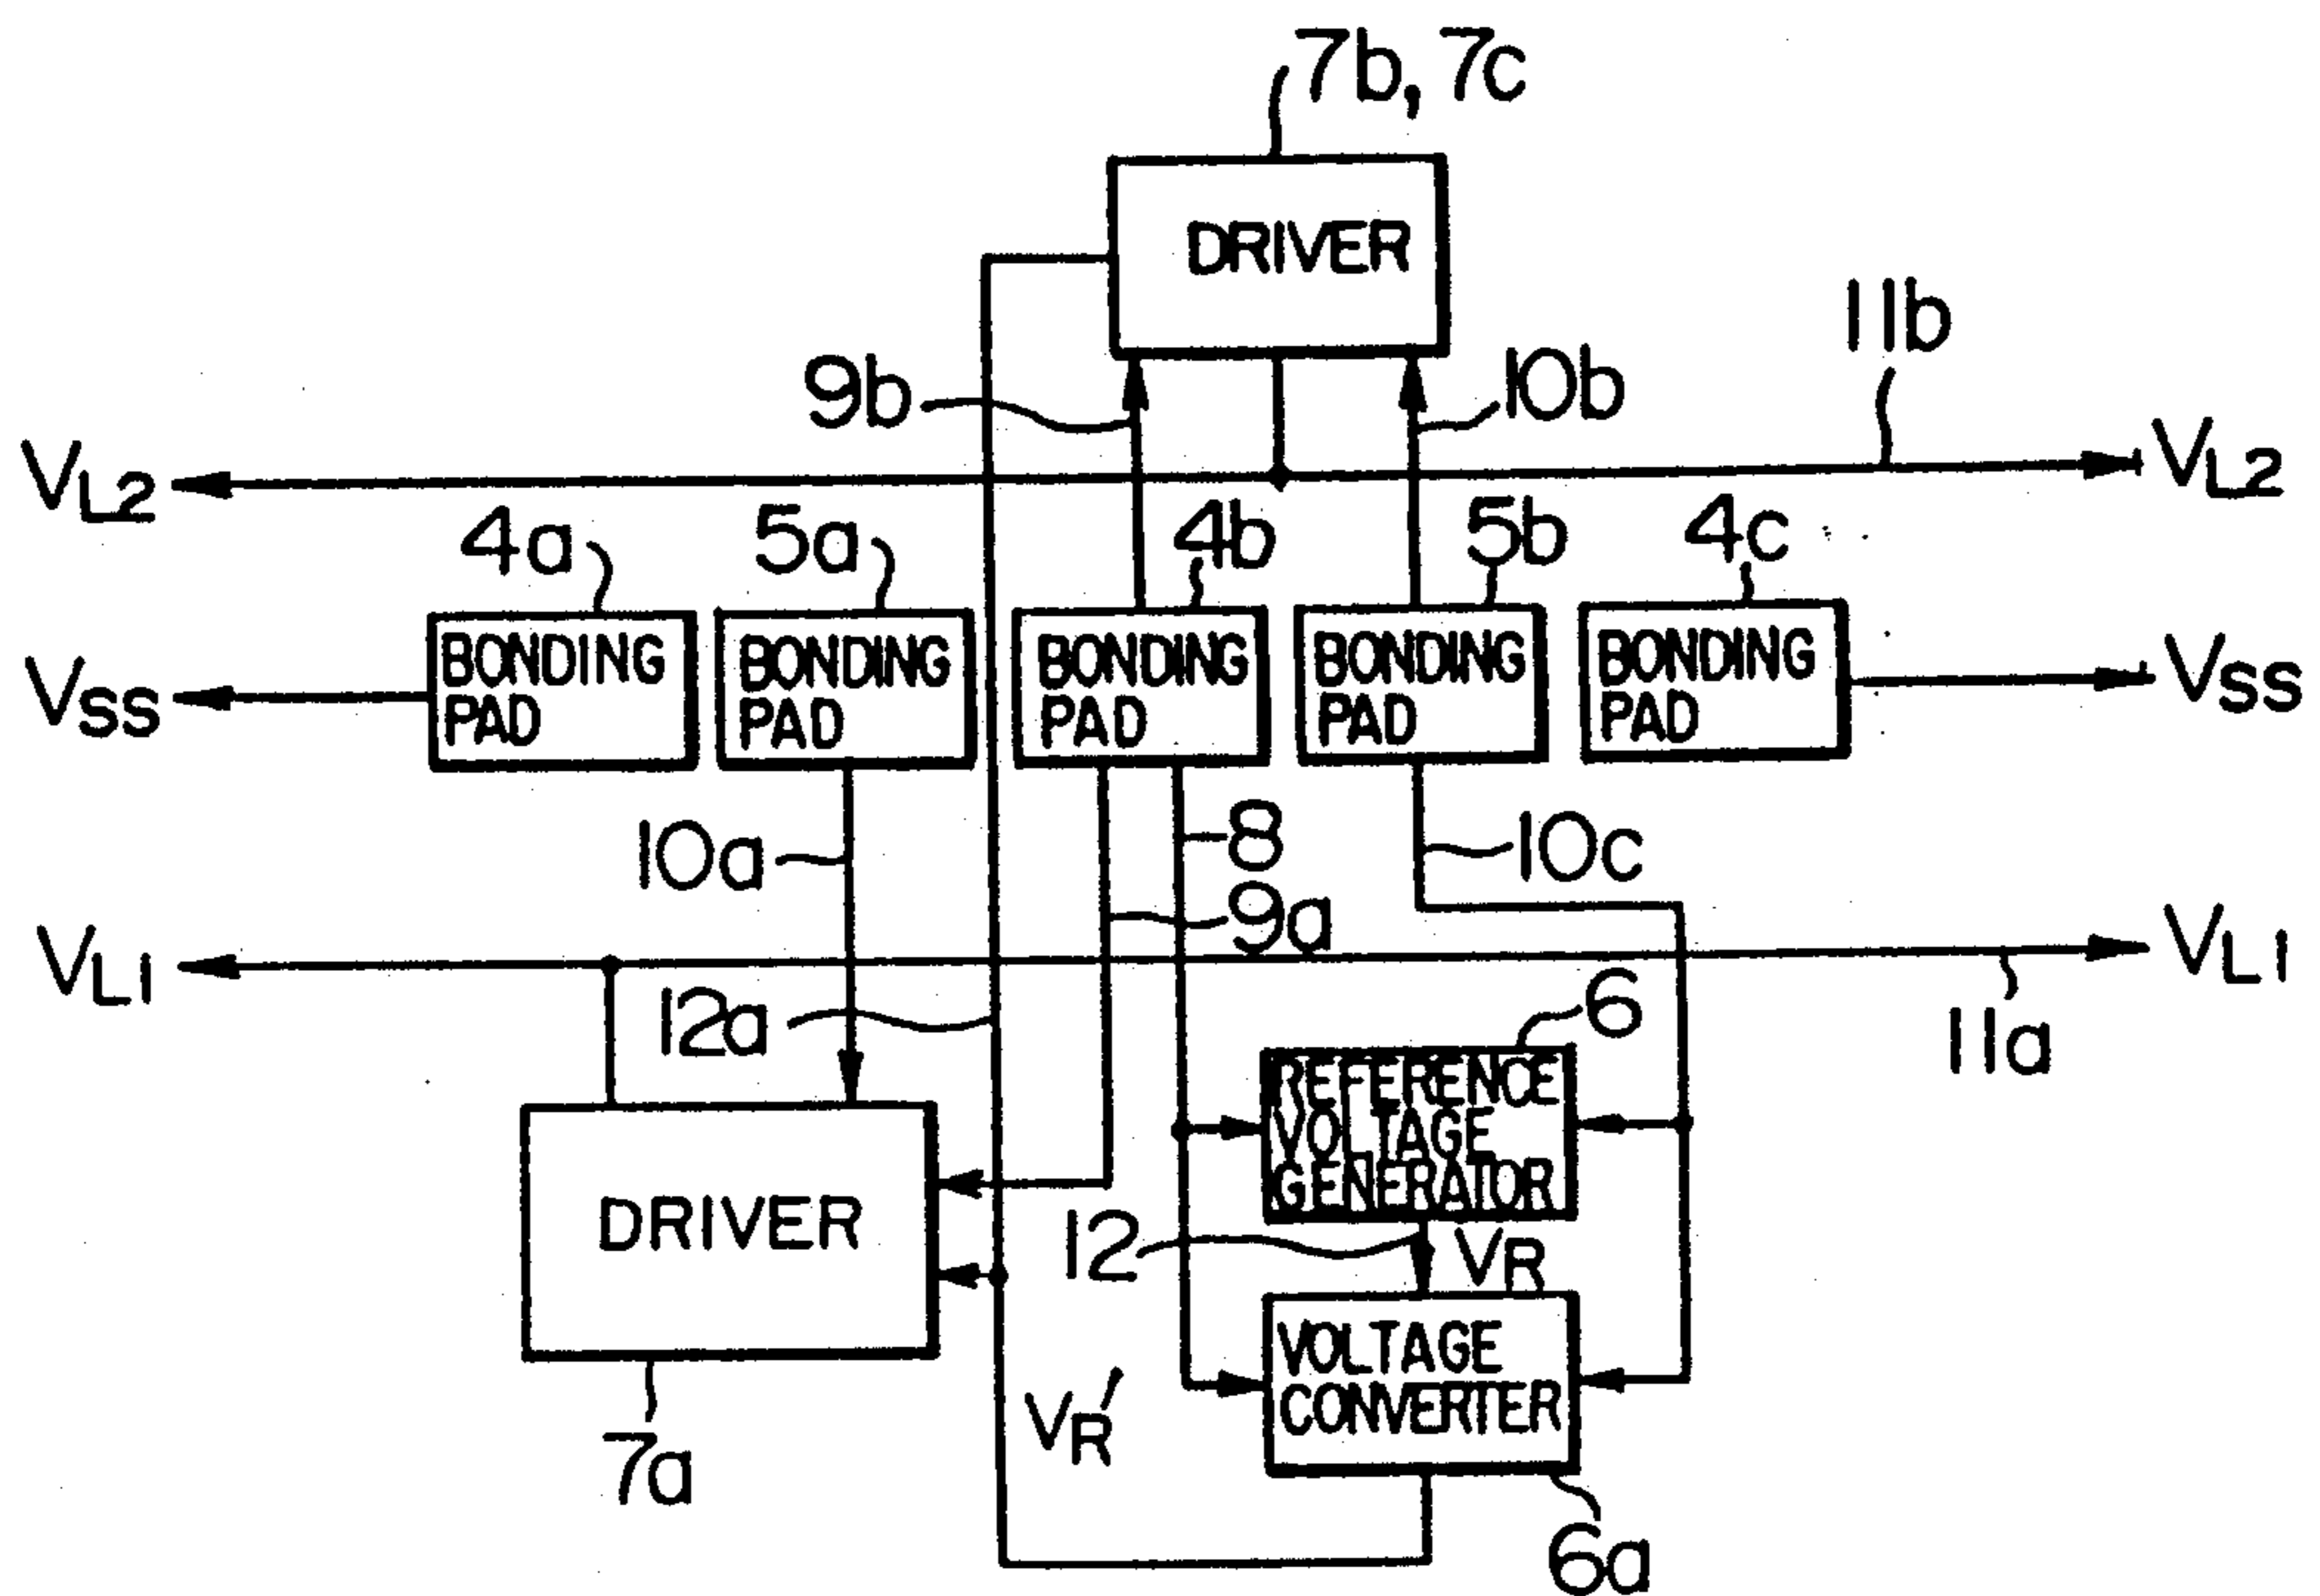 7b, 7c
DRIVER
11b
9b
10b
VL2
VL2
4a
5a
4b
5b
4c
VSS
BONDING
PAD
BONDING
PAD
BONDING
PAD
BONDING
PAD
BONDING
PAD
VSS
10a
8
10c
9a
VL1
VL1
12a
6
11a
REFERENCE
VOLTAGE
GENERATOR
DRIVER
12
VR
VOLTAGE
CONVERTER
VR'
7a
6a